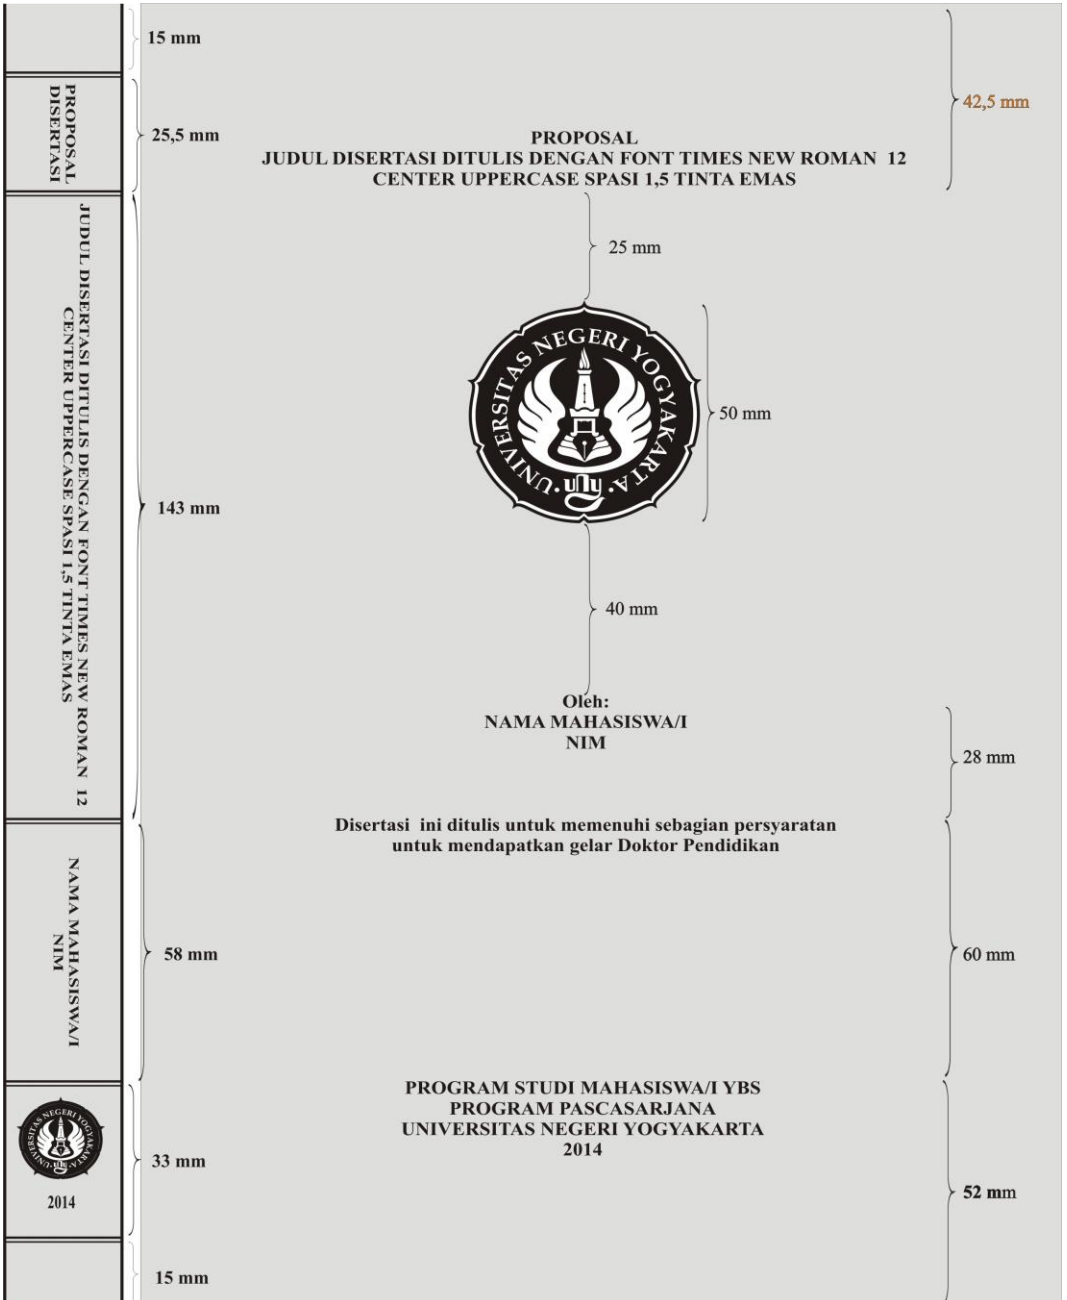 15 mm
PROPOSAL
DISERTASI
25,5 mm
JUDUL DISERTASI DITULIS DENGAN FONT TIMES NEW ROMAN 12
CENTER UPPERCASE SPASI 1,5 TINTA EMAS
143 mm
NAMA MAHASISWA/I
NIM
58 mm
UNIVERSITAS NEGERI YOGYAKARTA
uny
2014
33 mm
15 mm
42,5 mm
PROPOSAL
JUDUL DISERTASI DITULIS DENGAN FONT TIMES NEW ROMAN 12
CENTER UPPERCASE SPASI 1,5 TINTA EMAS
25 mm
UNIVERSITAS NEGERI YOGYAKARTA
uny
50 mm
40 mm
Oleh:
NAMA MAHASISWA/I
NIM
28 mm
Disertasi ini ditulis untuk memenuhi sebagian persyaratan
untuk mendapatkan gelar Doktor Pendidikan
60 mm
PROGRAM STUDI MAHASISWA/I YBS
PROGRAM PASCASARJANA
UNIVERSITAS NEGERI YOGYAKARTA
2014
52 mm